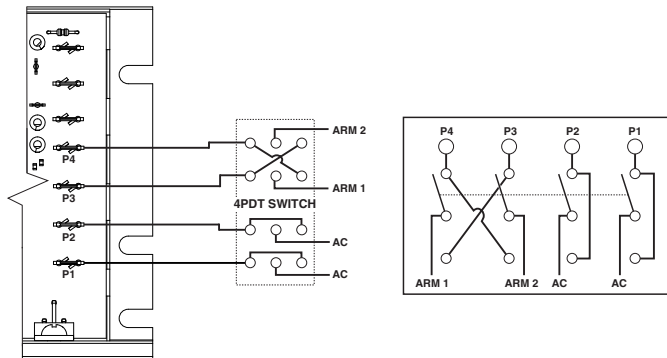 P4
P3
P2
P1
ARM 2
ARM 1
4PDT SWITCH
AC
AC
P4 P3 P2 P1
ARM 1 ARM 2 AC AC